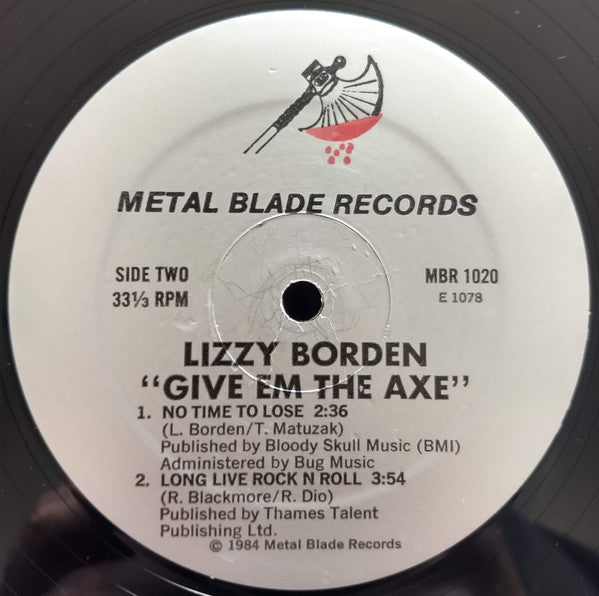 METAL BLADE RECORDS
SIDE TWO
33⅓ RPM
MBR 1020
E 1078
LIZZY BORDEN
"GIVE EM THE AXE"
1. NO TIME TO LOSE 2:36
(L. Borden/T. Matuzak)
Published by Bloody Skull Music (BMI)
Administered by Bug Music
2. LONG LIVE ROCK N ROLL 3:54
(R. Blackmore/R. Dio)
Published by Thames Talent
Publishing Ltd.
© 1984 Metal Blade Records